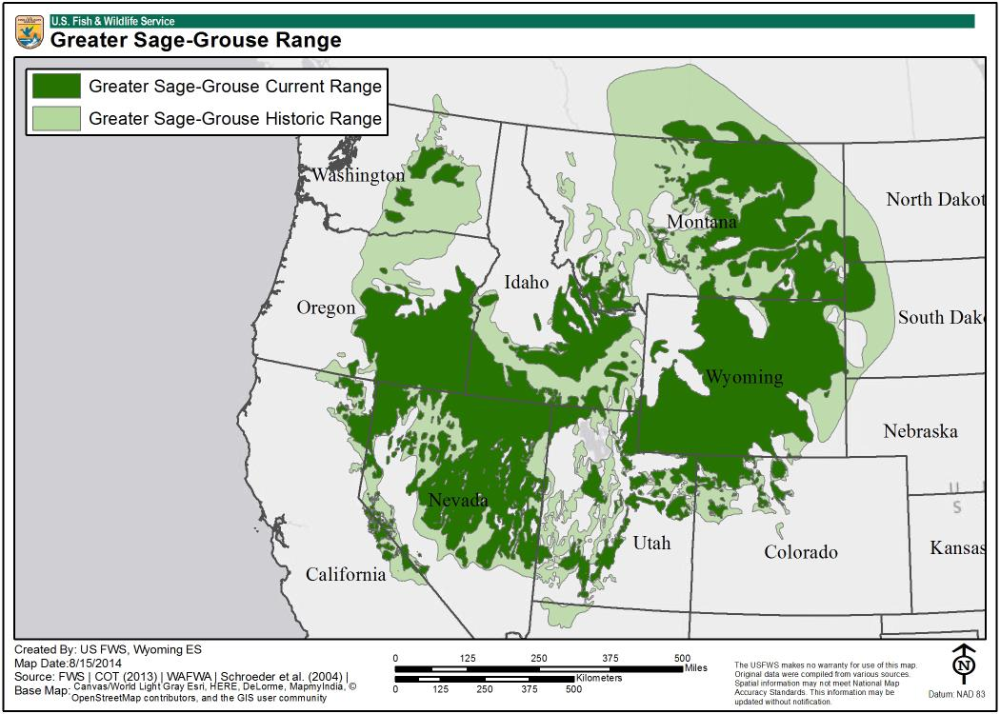 U.S. Fish & Wildlife Service
Greater Sage-Grouse Range
Greater Sage-Grouse Current Range
Greater Sage-Grouse Historic Range
Washington
North Dakot
Montana
Idaho
Oregon
South Dak
Wyoming
Nebraska
U
S
Nevada
Utah
Colorado
Kansas
California
Created By: US FWS, Wyoming ES
Map Date:8/15/2014
Source: FWS | COT (2013) | WAFWA | Schroeder et al. (2004) |
Base Map: Canvas/World Light Gray Esri, HERE, DeLorme, MapmyIndia, ©
OpenStreetMap contributors, and the GIS user community
0 125 250 375 500
Miles
Kilometers
0 125 250 375 500
The USFWS makes no warranty for use of this map.
Original data were compiled from various sources.
Spatial information may not meet National Map
Accuracy Standards. This information may be
updated without notification.
N
Datum: NAD 83